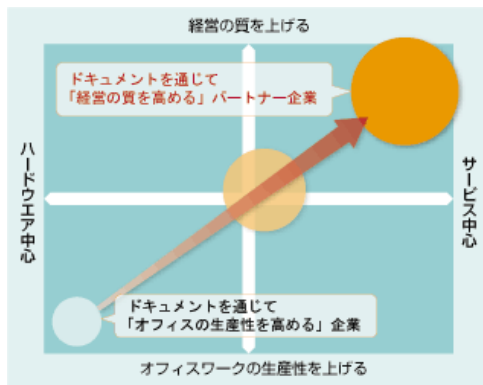 経営の質を上げる
ドキュメントを通じて
「経営の質を高める」パートナー企業
ハードウエア中心
サービス中心
ドキュメントを通じて
「オフィスの生産性を高める」企業
オフィスワークの生産性を上げる